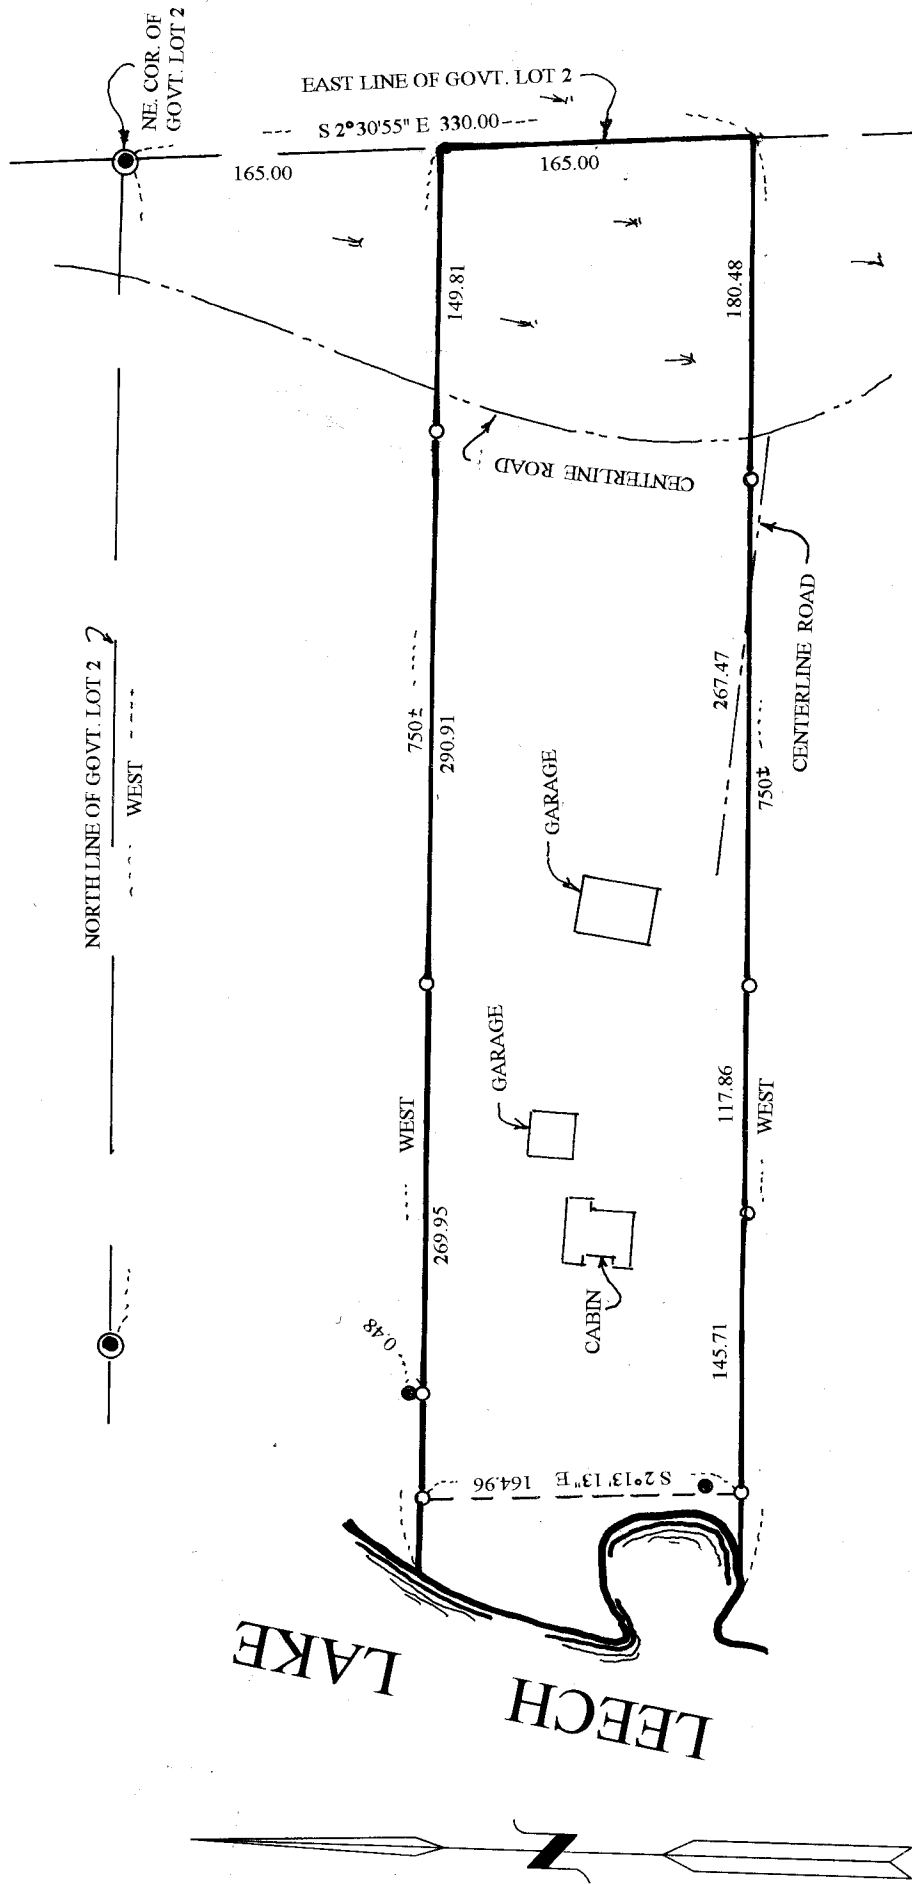 NE. COR. OF
GOVT. LOT 2
EAST LINE OF GOVT. LOT 2
S 2°30'55" E 330.00
165.00
165.00
149.81
180.48
CENTERLINE ROAD
NORTH LINE OF GOVT. LOT 2
WEST
750±
290.91
267.47
750±
CENTERLINE ROAD
GARAGE
GARAGE
WEST
269.95
117.86
WEST
CABIN
0.48
145.71
S 2°13'13" E 164.96
LEECH LAKE
N